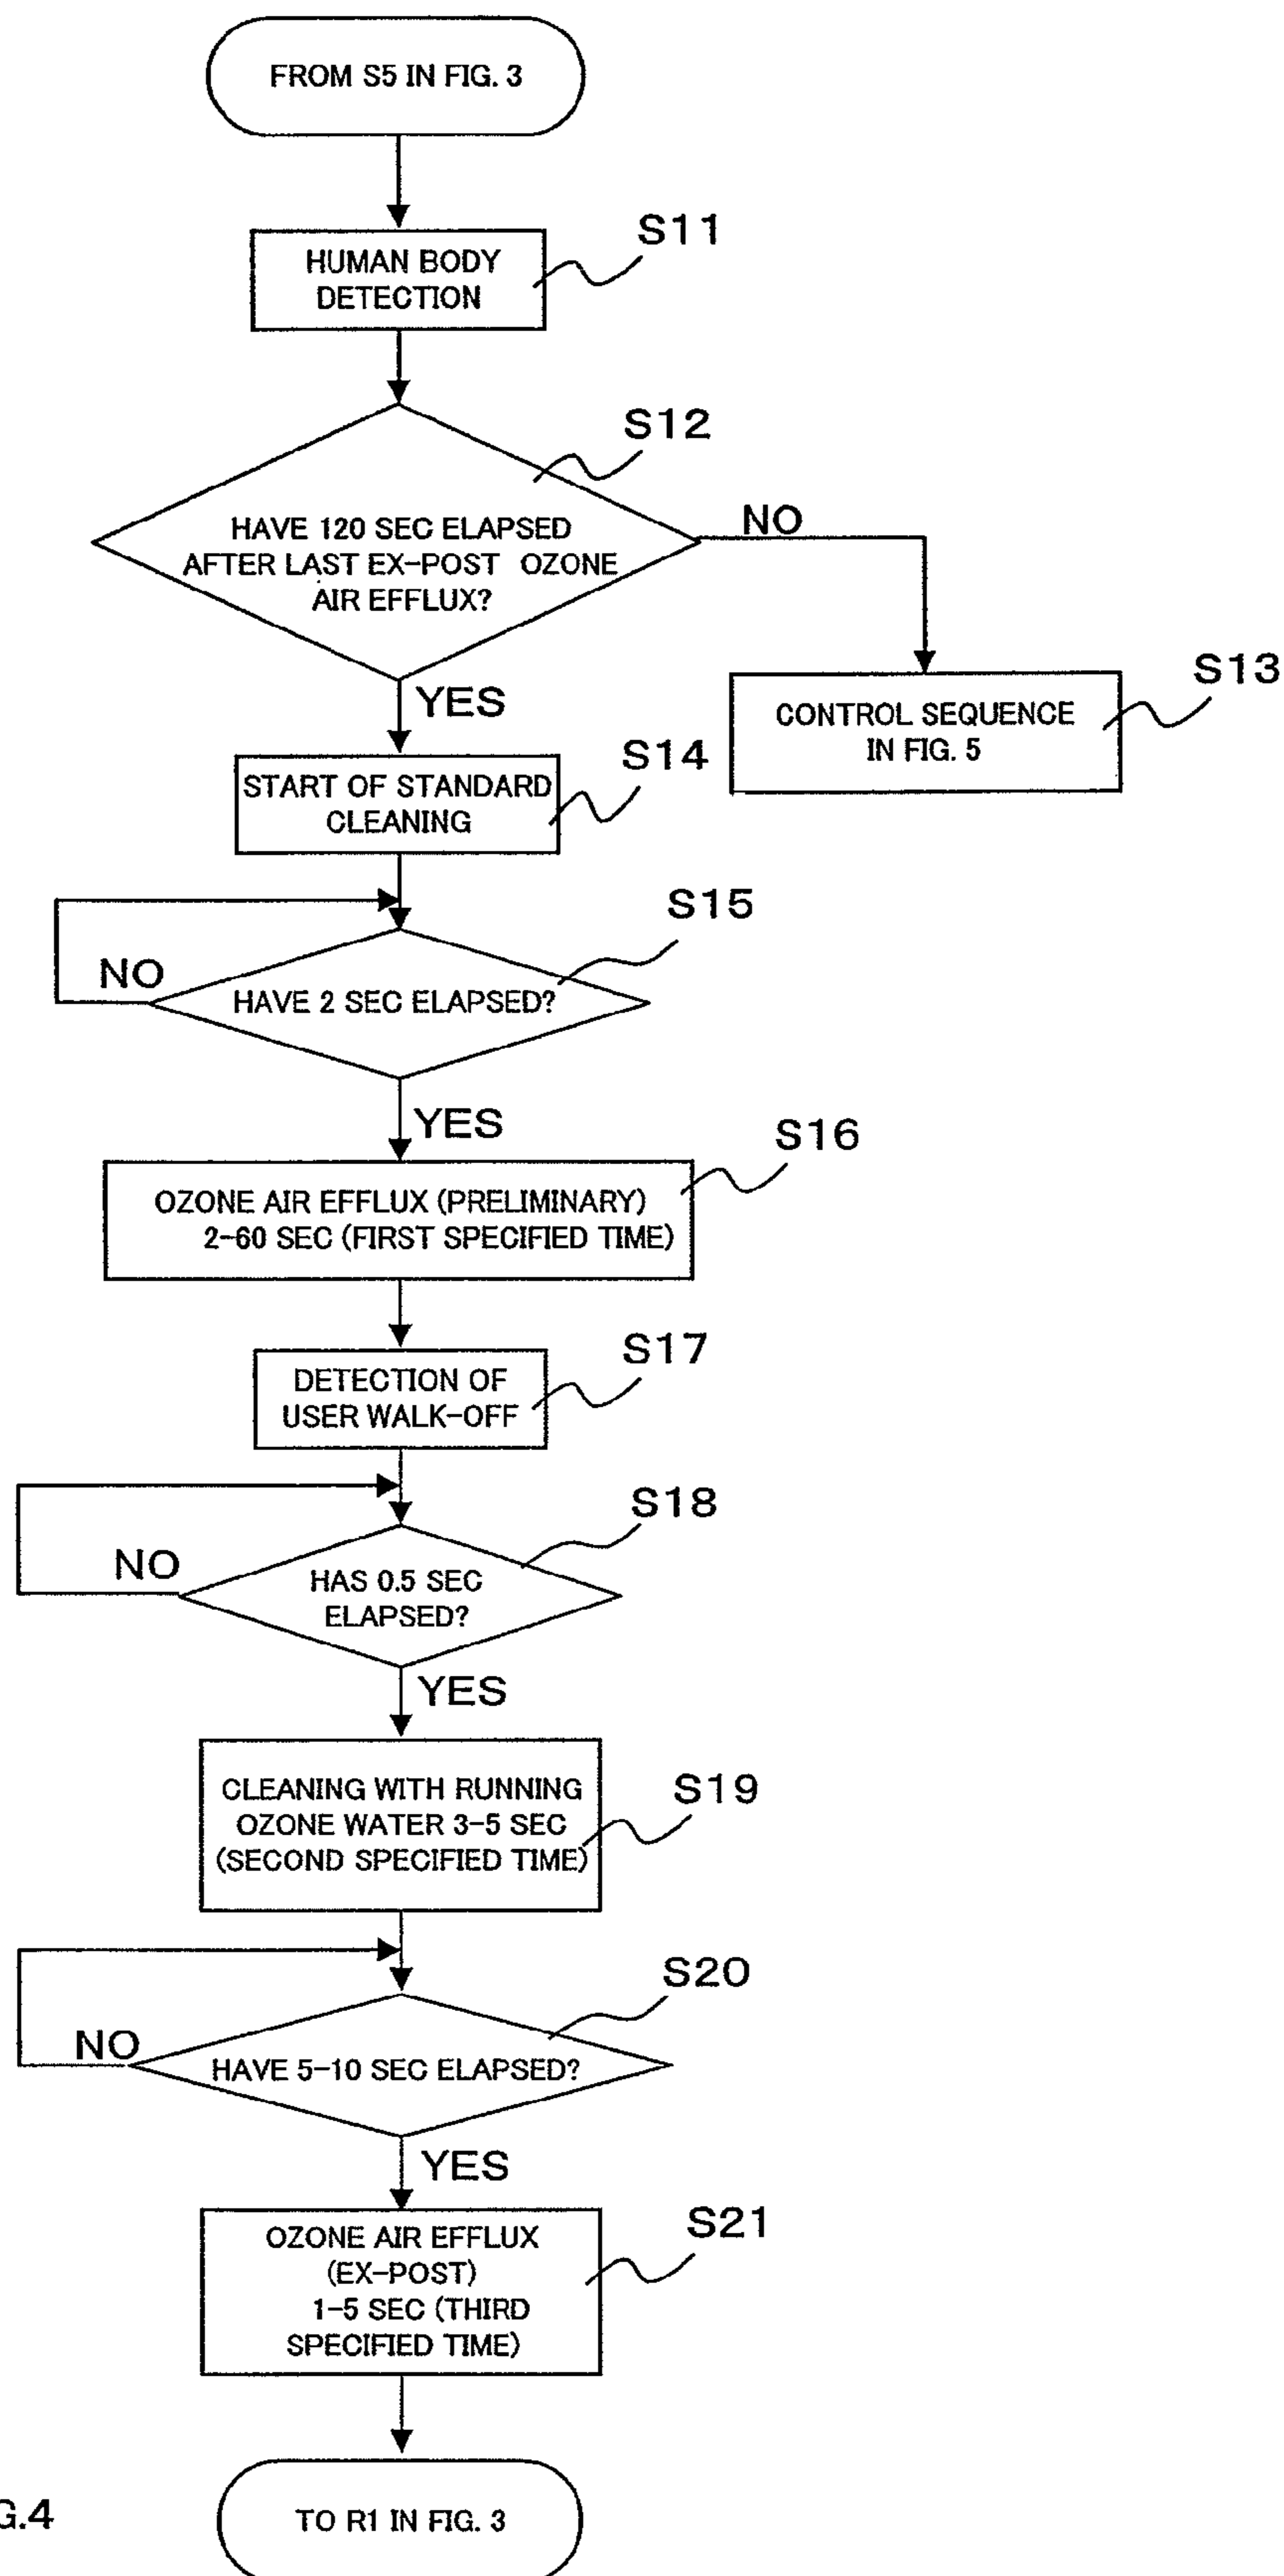 FROM S5 IN FIG. 3
S11
HUMAN BODY
DETECTION
S12
HAVE 120 SEC ELAPSED
AFTER LAST EX-POST OZONE
AIR EFFLUX?
NO
YES
S13
CONTROL SEQUENCE
IN FIG. 5
S14
START OF STANDARD
CLEANING
S15
NO
HAVE 2 SEC ELAPSED?
YES
S16
OZONE AIR EFFLUX (PRELIMINARY)
2-60 SEC (FIRST SPECIFIED TIME)
S17
DETECTION OF
USER WALK-OFF
S18
NO
HAS 0.5 SEC
ELAPSED?
YES
S19
CLEANING WITH RUNNING
OZONE WATER 3-5 SEC
(SECOND SPECIFIED TIME)
S20
NO
HAVE 5-10 SEC ELAPSED?
YES
S21
OZONE AIR EFFLUX
(EX-POST)
1-5 SEC (THIRD
SPECIFIED TIME)
TO R1 IN FIG. 3
G.4